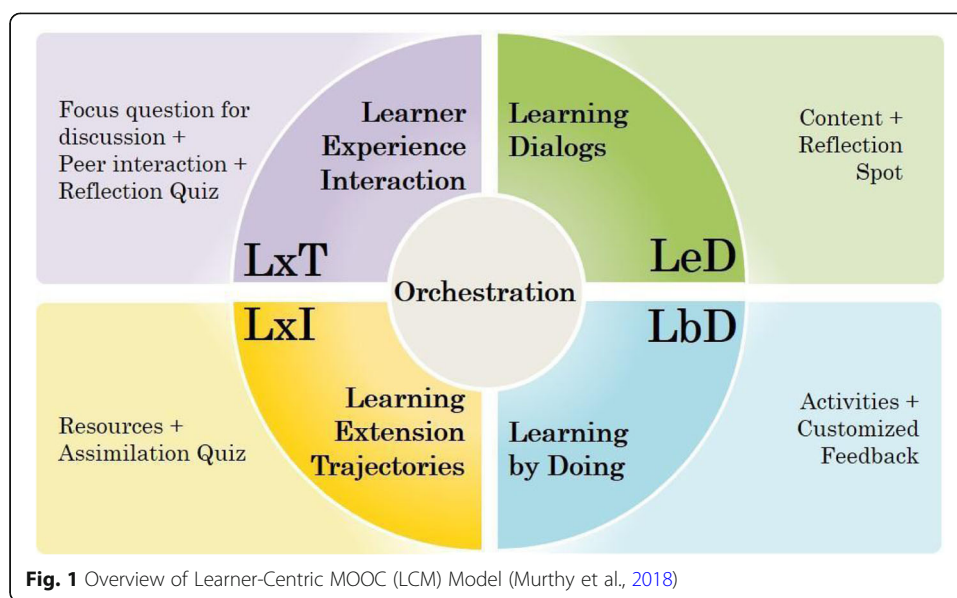 Focus question for
discussion +
Peer interaction +
Reflection Quiz
Learner
Experience
Interaction
LxT
Learning
Dialogs
LeD
Content +
Reflection
Spot
Orchestration
Resources +
Assimilation Quiz
LxI
Learning
Extension
Trajectories
LbD
Learning
by Doing
Activities +
Customized
Feedback
Fig. 1 Overview of Learner-Centric MOOC (LCM) Model (Murthy et al., 2018)